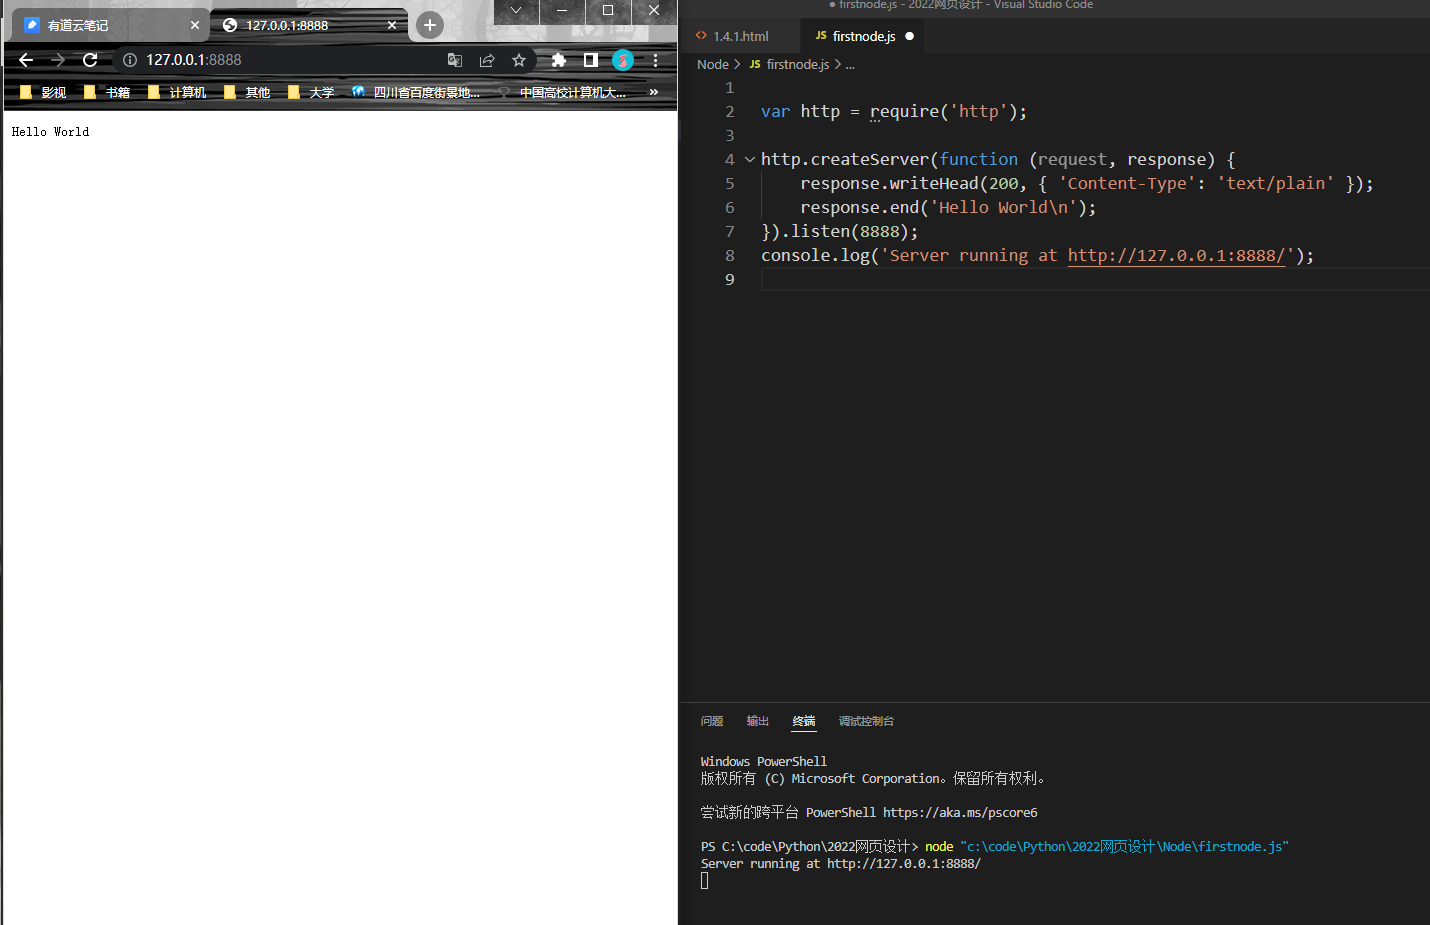 有道云笔记
127.0.0.1:8888
127.0.0.1:8888
影视 书籍 计算机 其他 大学 四川省百度街景地... 中国高校计算机大... »
Hello World
● firstnode.js - 2022网页设计 - Visual Studio Code
<> 1.4.1.html JS firstnode.js ●
Node > JS firstnode.js > ...
1
2 var http = require('http');
3
4 http.createServer(function (request, response) {
5 response.writeHead(200, { 'Content-Type': 'text/plain' });
6 response.end('Hello World\n');
7 }).listen(8888);
8 console.log('Server running at http://127.0.0.1:8888/');
9
问题 输出 终端 调试控制台
Windows PowerShell
版权所有 (C) Microsoft Corporation。保留所有权利。
尝试新的跨平台 PowerShell https://aka.ms/pscore6
PS C:\code\Python\2022网页设计> node "c:\code\Python\2022网页设计\Node\firstnode.js"
Server running at http://127.0.0.1:8888/